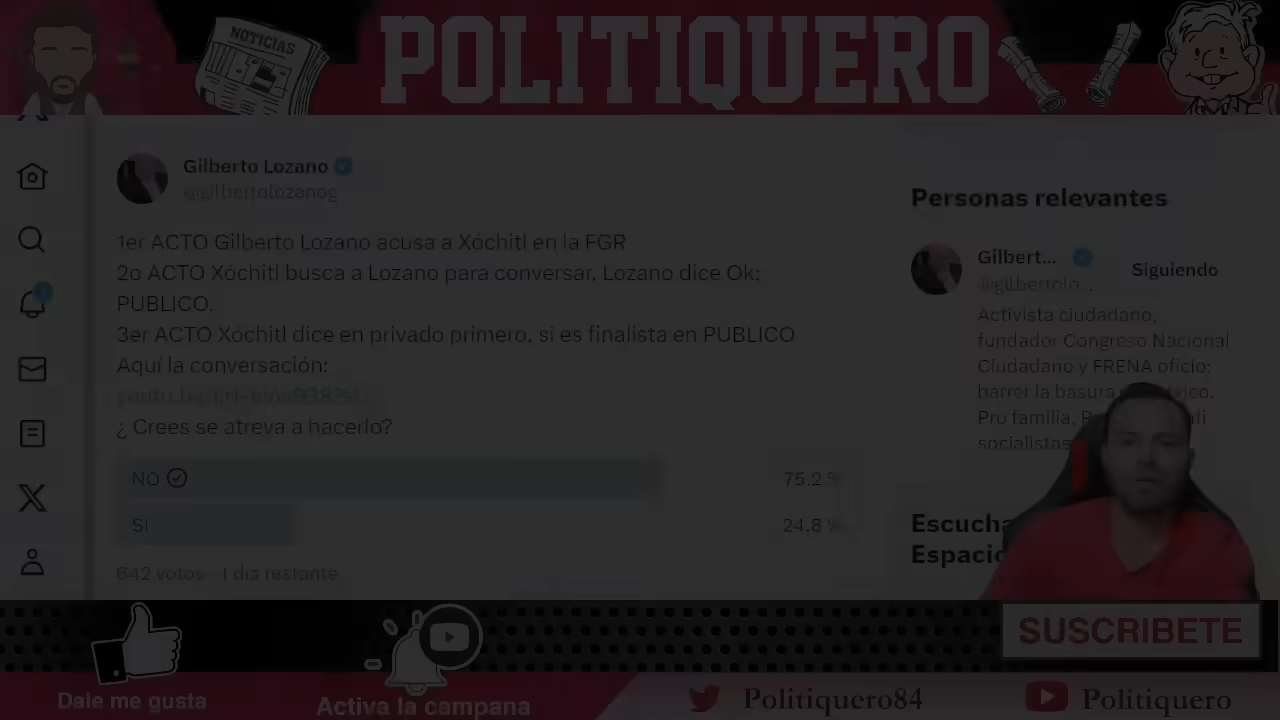 NOTICIAS
POLITIQUERO
Gilberto Lozano
@gilbertolozanog
1er ACTO Gilberto Lozano acusa a Xóchitl en la FGR
2o ACTO Xóchitl busca a Lozano para conversar, Lozano dice Ok;
PUBLICO.
3er ACTO Xóchitl dice en privado primero, si es finalista en PUBLICO
Aquí la conversación:
¿ Crees se atreva a hacerlo?
NO 75.2 %
SI 24,8 %
642 votos · 1 día restante
Personas relevantes
Gilbert...
@gilbertolo...
Siguiendo
Activista ciudadano,
fundador Congreso Nacional
Ciudadano y FRENA oficio:
barrer la basura
Pro familia,
socialistas
Escucha
Espacio
SUSCRIBETE
Dale me gusta
Activa la campana
Politiquero84
Politiquero